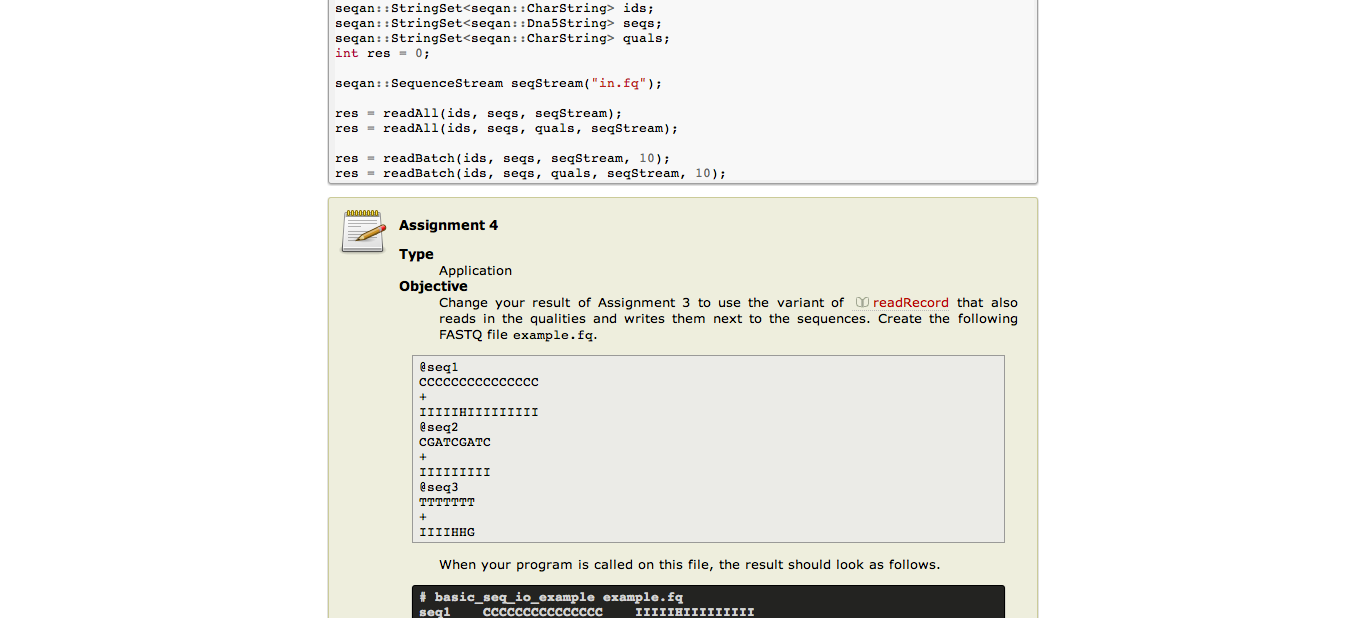 seqan::StringSet<seqan::CharString> ids;
seqan::StringSet<seqan::Dna5String> seqs;
seqan::StringSet<seqan::CharString> quals;
int res = 0;
seqan::SequenceStream seqStream("in.fq");
res = readAll(ids, seqs, seqStream);
res = readAll(ids, seqs, quals, seqStream);
res = readBatch(ids, seqs, seqStream, 10);
res = readBatch(ids, seqs, quals, seqStream, 10);
Assignment 4
Type
Application
Objective
Change your result of Assignment 3 to use the variant of readRecord that also
reads in the qualities and writes them next to the sequences. Create the following
FASTQ file example.fq.
@seq1
CCCCCCCCCCCCCCC
+
IIIIIHIIIIIIIII
@seq2
CGATCGATC
+
IIIIIIIII
@seq3
TTTTTTT
+
IIIIHHG
When your program is called on this file, the result should look as follows.
# basic_seq_io_example example.fq
seq1    CCCCCCCCCCCCCCC    IIIIIHIIIIIIIII